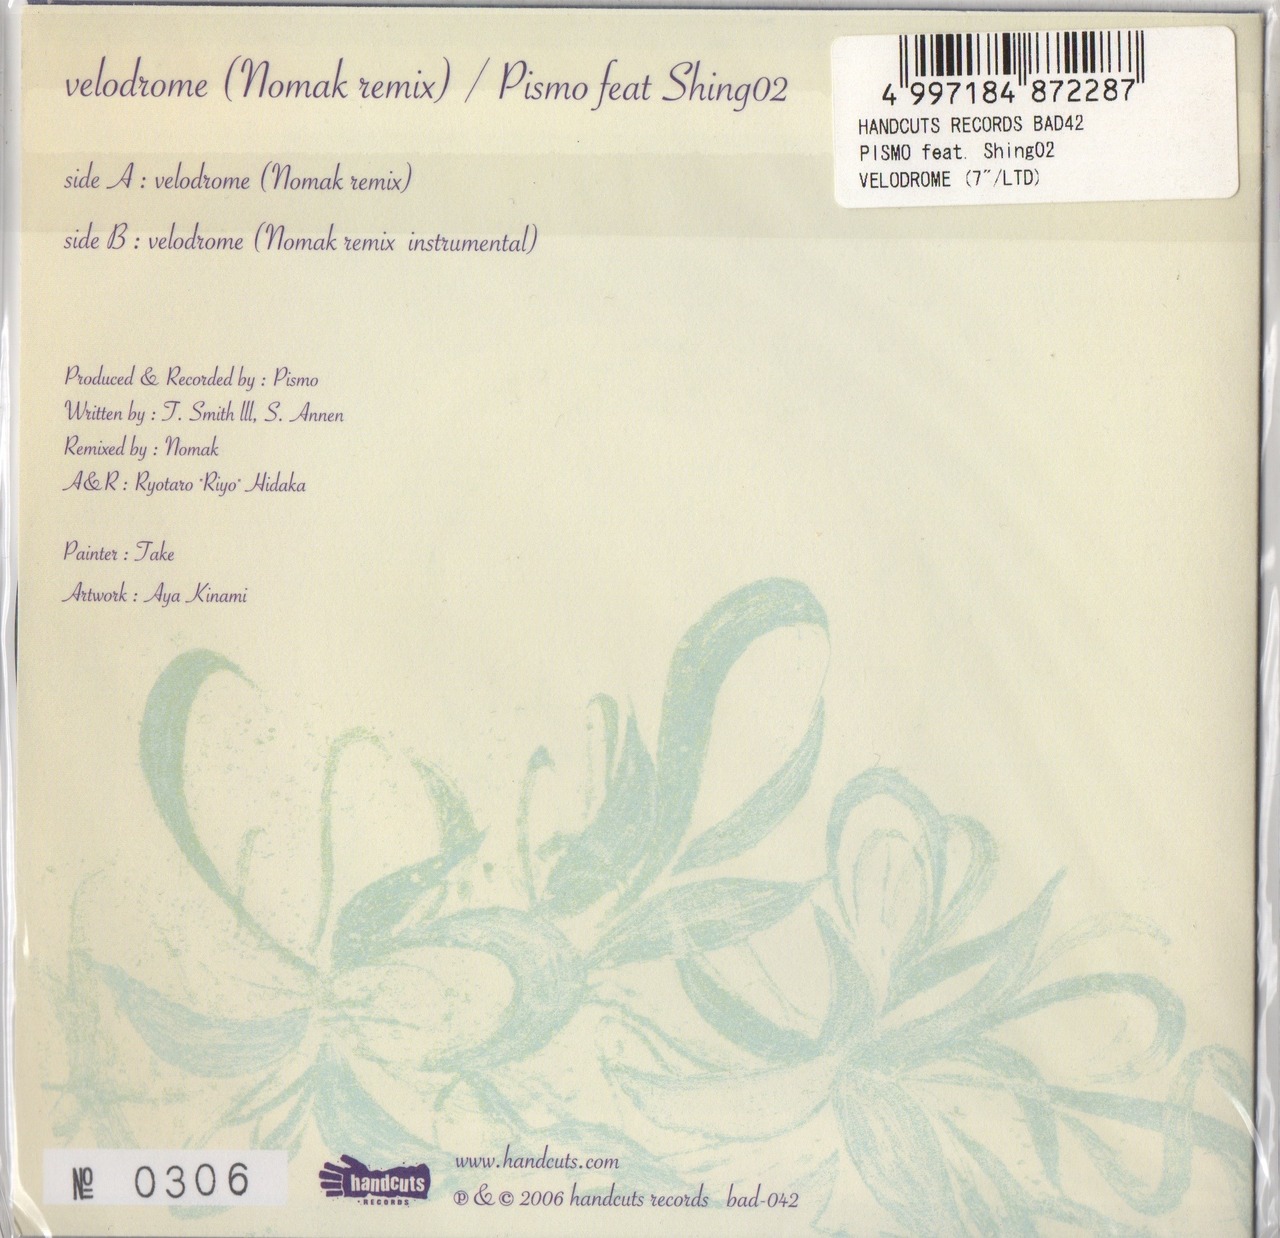 velodrome (Nomak remix) / Pismo feat Shing02
4 997184 872287
HANDCUTS RECORDS BAD42
PISMO feat. Shing02
VELODROME (7"/LTD)
side A : velodrome (Nomak remix)
side B : velodrome (Nomak remix instrumental)
Produced & Recorded by : Pismo
Written by : T. Smith lll, S. Annen
Remixed by : Nomak
A&R : Ryotaro "Riyo" Hidaka
Painter : Take
Artwork : Aya Kinami
№ 0306
handcuts
RECORDS
www.handcuts.com
℗ & © 2006 handcuts records bad-042